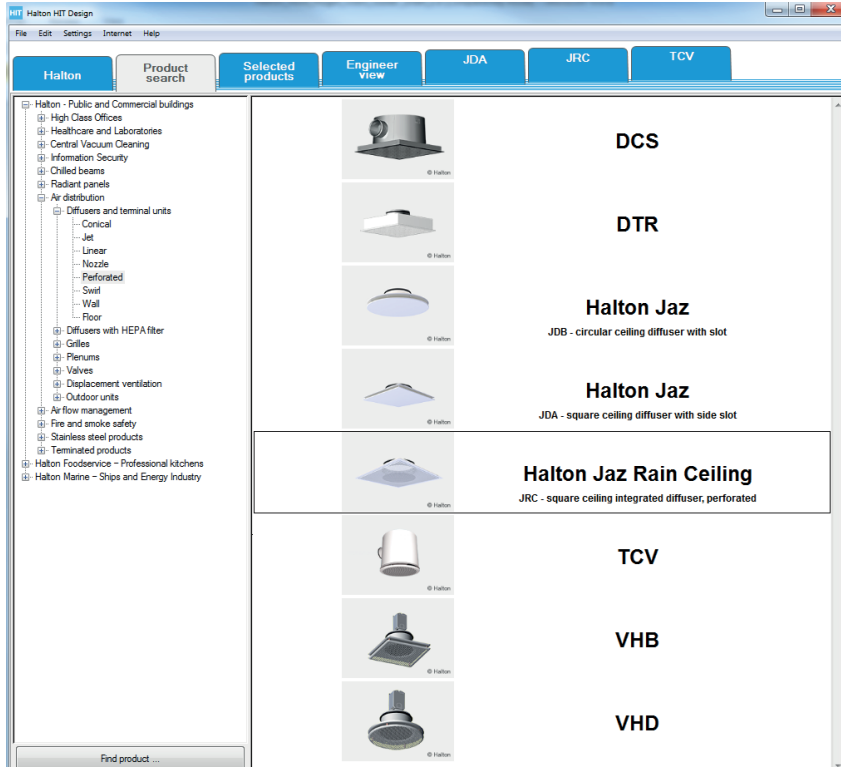 HIT Halton HIT Design
File Edit Settings Internet Help
Halton
Product
search
Selected
products
Engineer
view
JDA
JRC
TCV
Halton - Public and Commercial buildings
High Class Offices
Healthcare and Laboratories
Central Vacuum Cleaning
Information Security
Chilled beams
Radiant panels
Air distribution
Diffusers and terminal units
Conical
Jet
Linear
Nozzle
Perforated
Swirl
Wall
Floor
Diffusers with HEPA filter
Grilles
Plenums
Valves
Displacement ventilation
Outdoor units
Air flow management
Fire and smoke safety
Stainless steel products
Terminated products
Halton Foodservice – Professional kitchens
Halton Marine – Ships and Energy Industry
Find product ...
DCS
© Halton
DTR
© Halton
Halton Jaz
JDB - circular ceiling diffuser with slot
© Halton
Halton Jaz
JDA - square ceiling diffuser with side slot
© Halton
Halton Jaz Rain Ceiling
JRC - square ceiling integrated diffuser, perforated
© Halton
TCV
© Halton
VHB
© Halton
VHD
© Halton